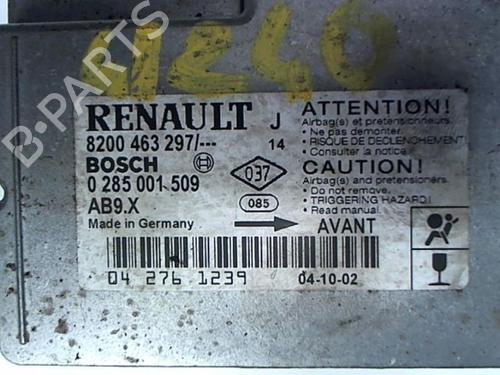 41240
B-PARTS
RENAULT J
8200 463 297/--- 14
BOSCH
0 285 001 509
037
AB9.X
085
Made in Germany
AVANT
04 276 1239
04-10-02
ATTENTION!
Airbag(s) et pretensionneurs:
- Ne pas demonter.
- RISQUE DE DECLENCHEMENT!
- Consulter la notice.
CAUTION!
Airbag(s) and pretensioners:
- Do not remove.
- TRIGGERING HAZARD!
- Read manual.